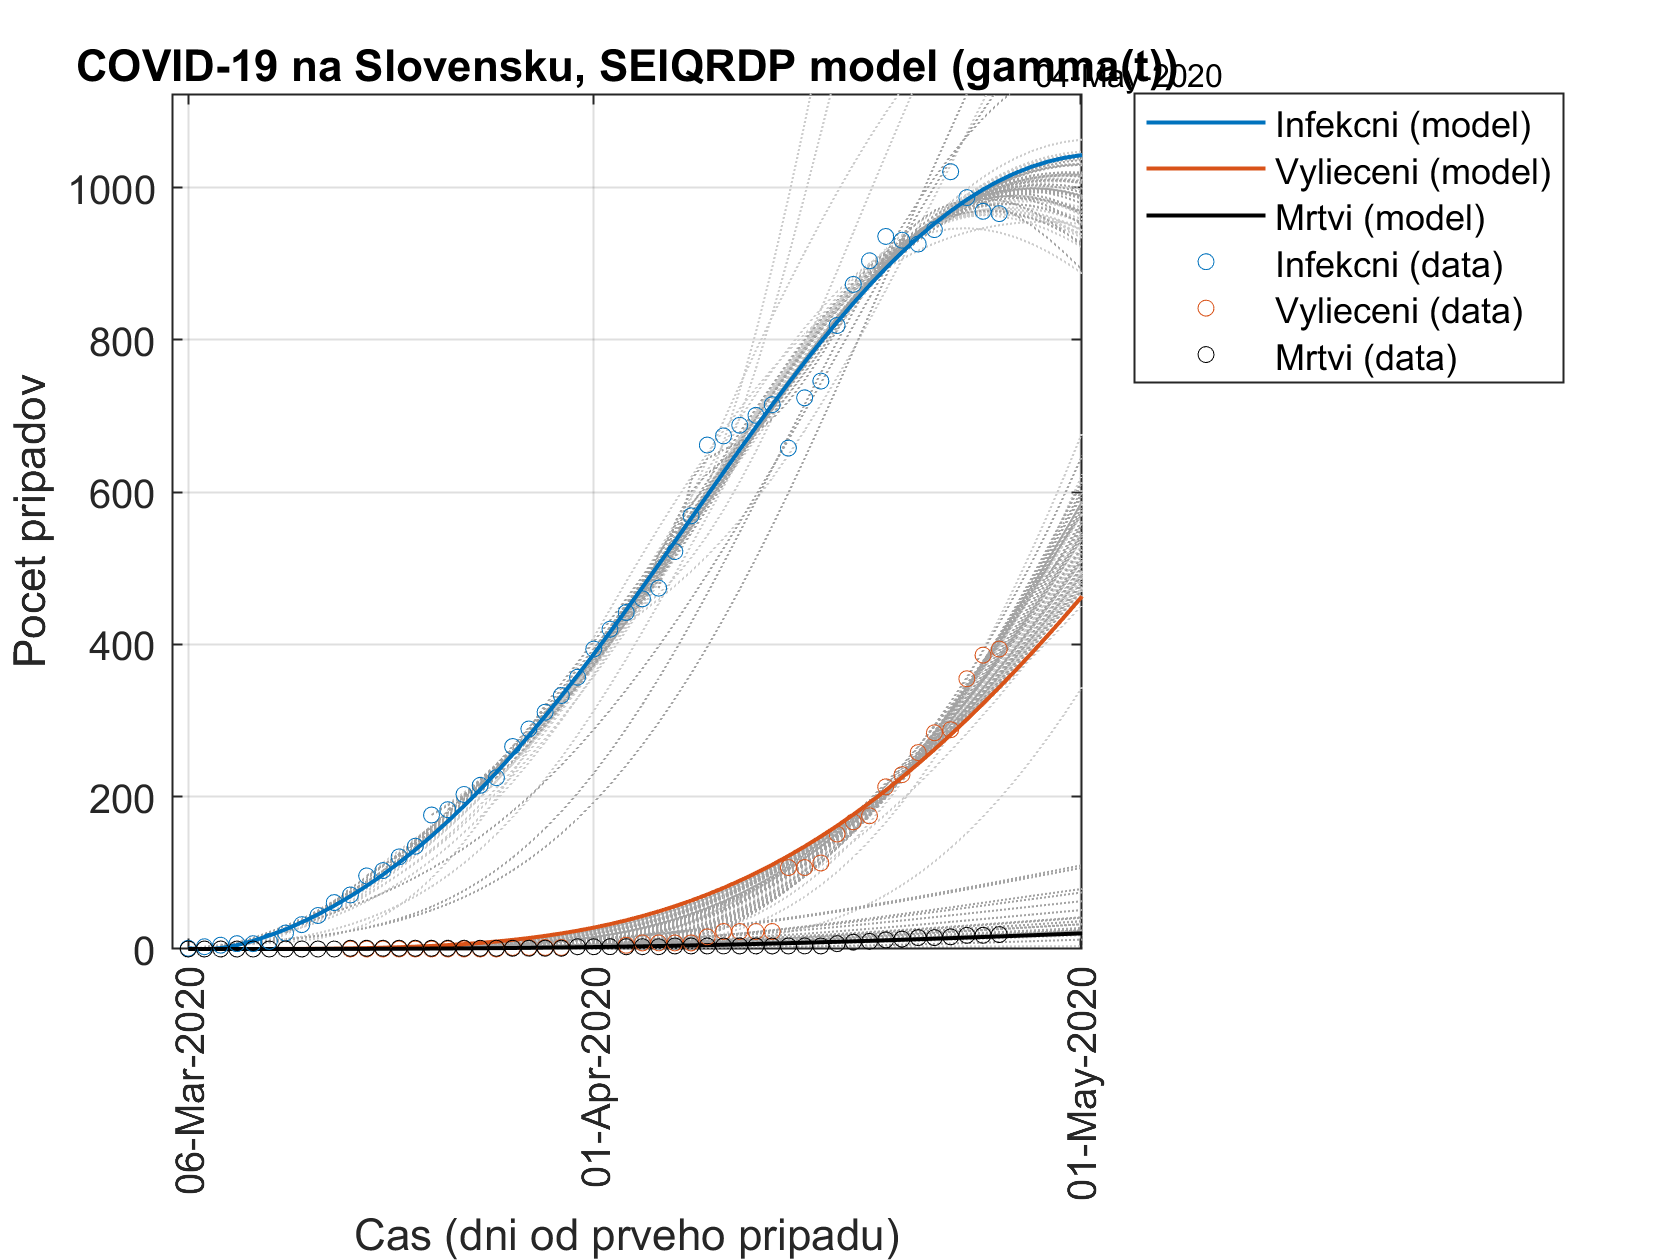 COVID-19 na Slovensku, SEIQRDP model (gamma(t))
04-May-2020
Infekcni (model)
Vylieceni (model)
Mrtvi (model)
Infekcni (data)
Vylieceni (data)
Mrtvi (data)
Pocet pripadov
1000
800
600
400
200
0
06-Mar-2020
01-Apr-2020
01-May-2020
Cas (dni od prveho pripadu)